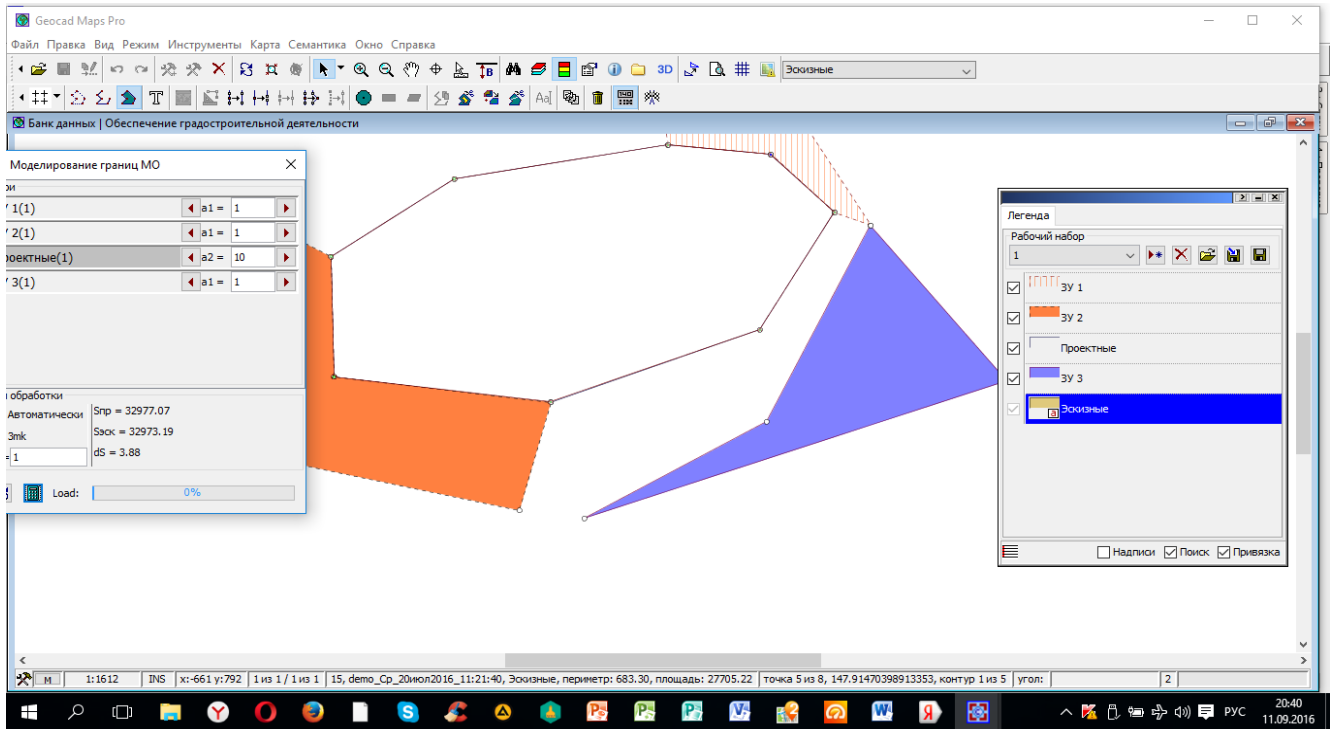 Geocad Maps Pro
Файл Правка Вид Режим Инструменты Карта Семантика Окно Справка
3D Эскизные
Банк данных | Обеспечение градостроительной деятельности
Моделирование границ МО
1(1) a1 = 1
2(1) a1 = 1
роектные(1) a2 = 10
3(1) a1 = 1
обработки
Автоматически Sпр = 32977.07
3mk Sэск = 32973.19
= 1 dS = 3.88
Load: 0%
Легенда
Рабочий набор
1
ЗУ 1
ЗУ 2
Проектные
ЗУ 3
a Эскизные
Надписи Поиск Привязка
М 1:1612 INS x:-661 y:792 1 из 1 / 1 из 1 15, demo_Ср_20июл2016_11:21:40, Эскизные, периметр: 683.30, площадь: 27705.22 точка 5 из 8, 147.91470398913353, контур 1 из 5 угол: 2
РУС 20:40
11.09.2016